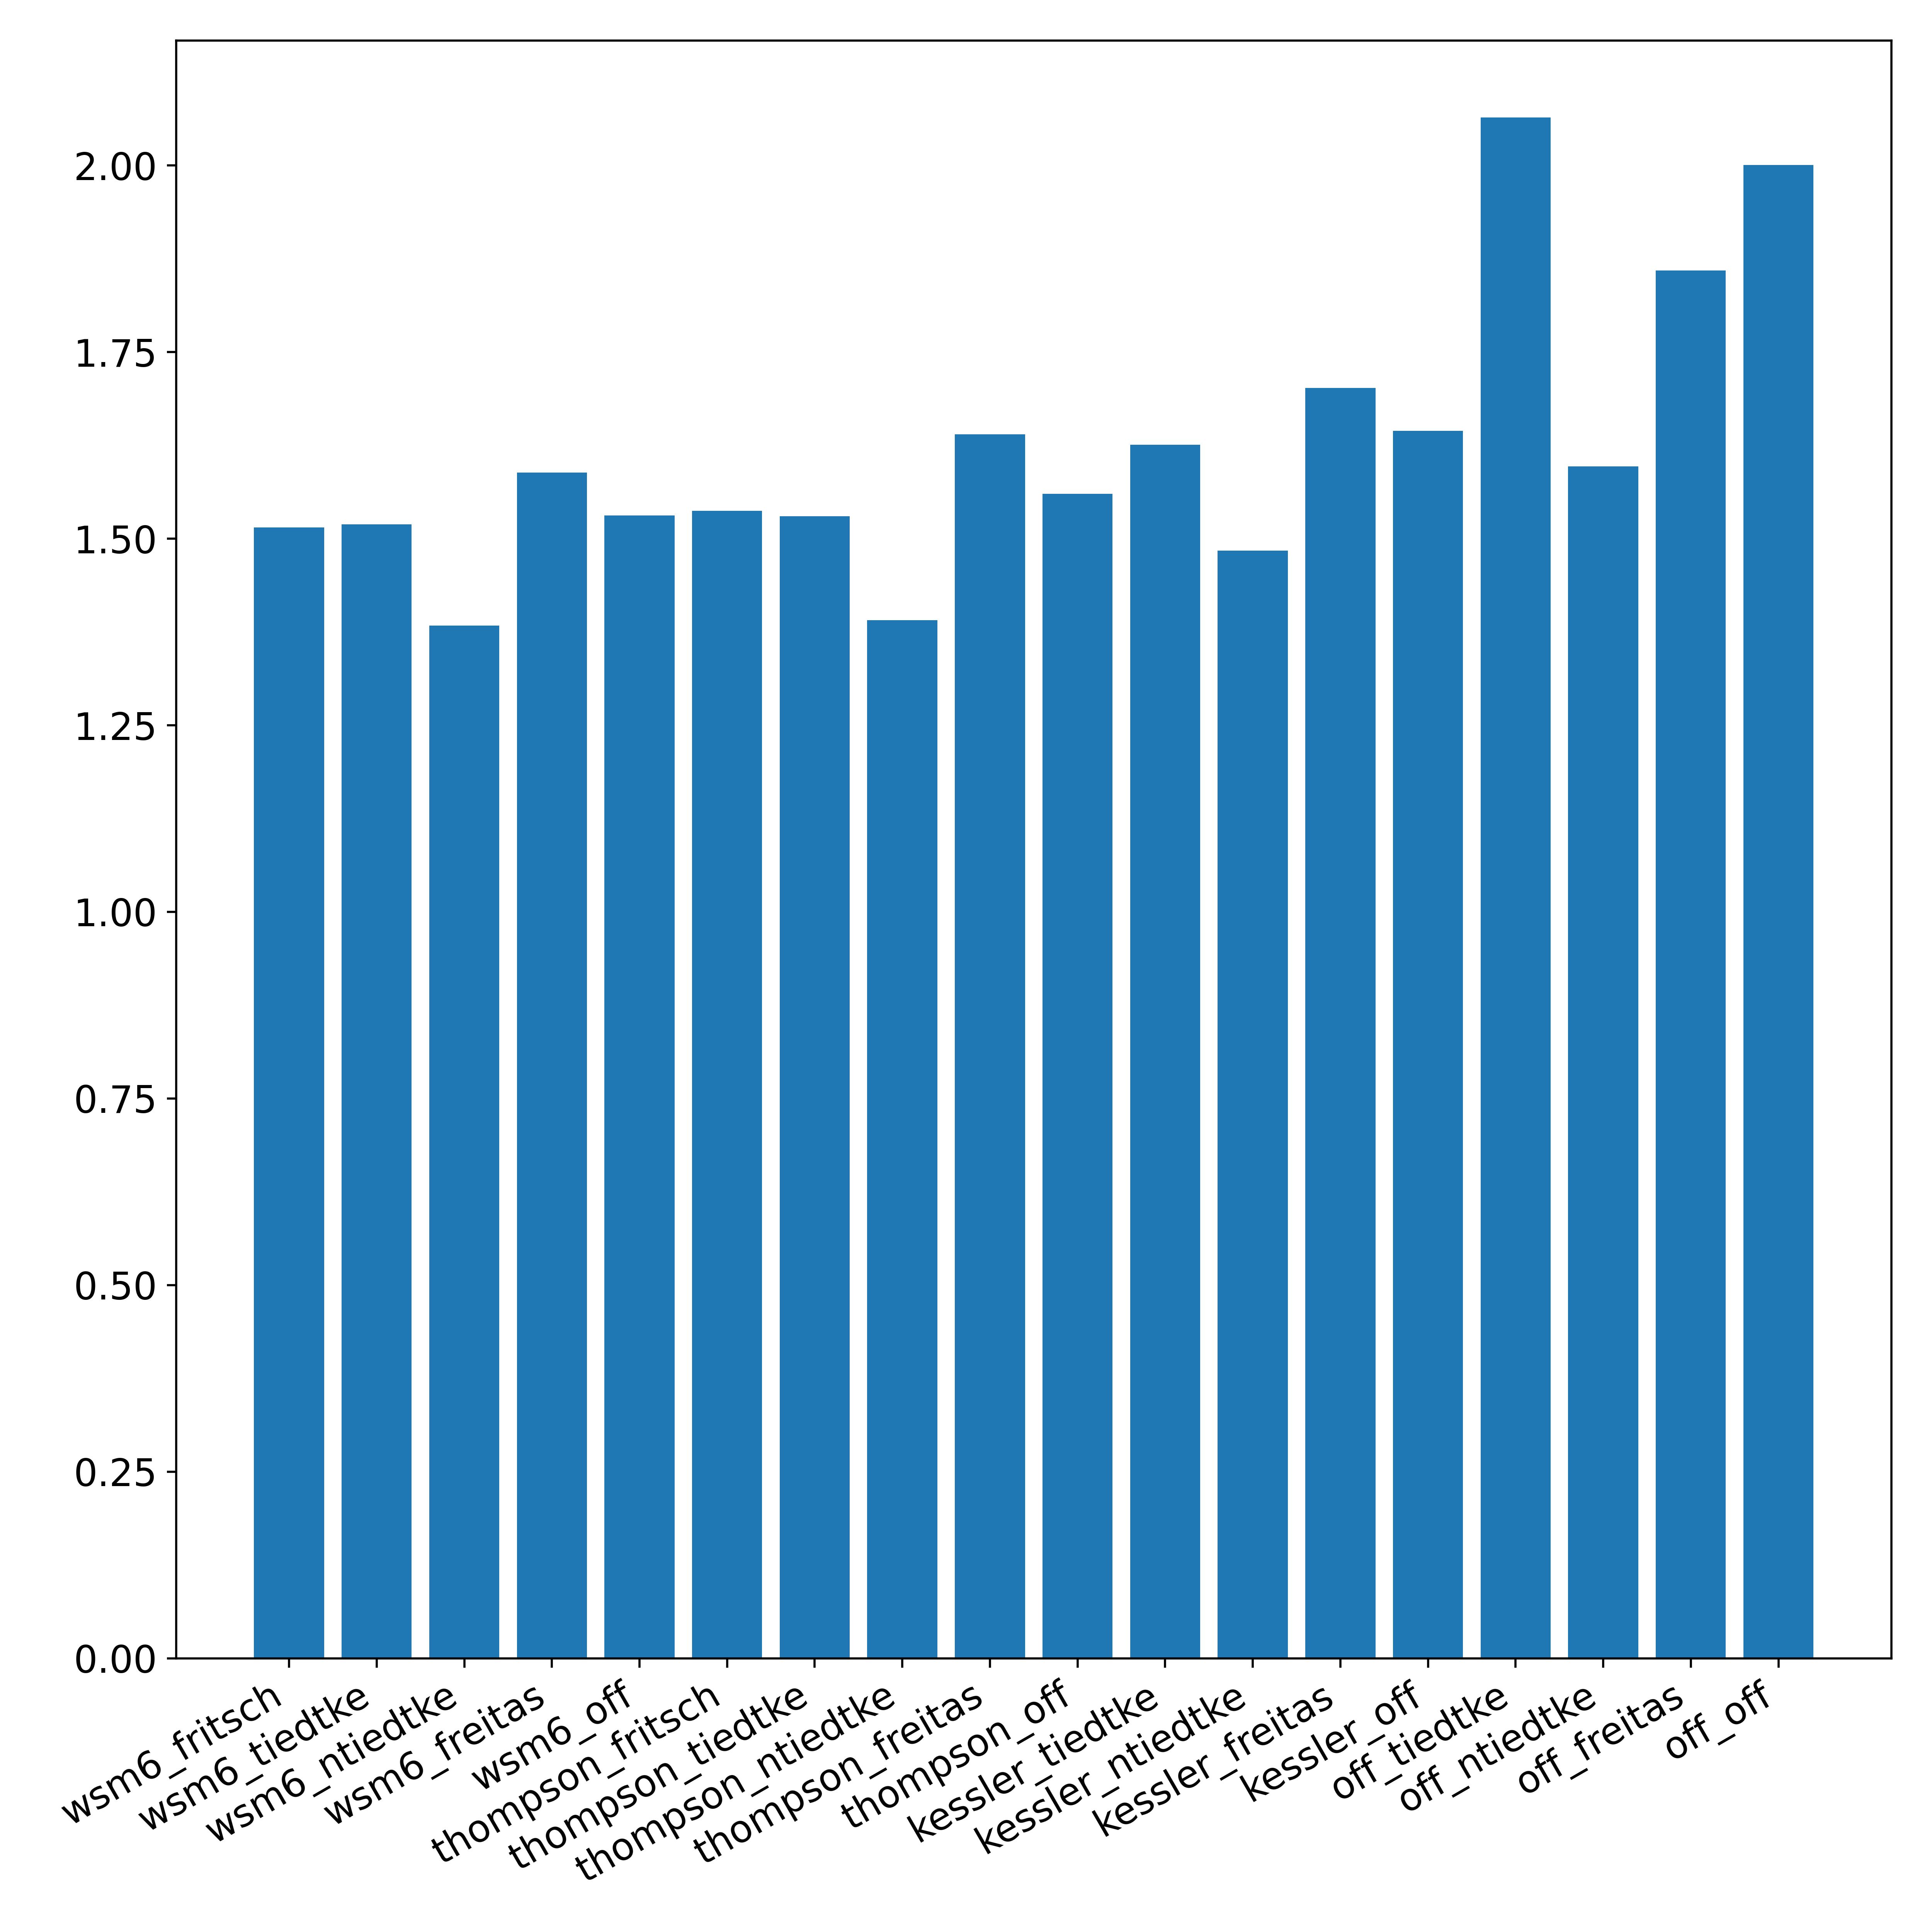 2.00
1.75
1.50
1.25
1.00
0.75
0.50
0.25
0.00
wsm6_fritsch
wsm6_tiedtke
wsm6_ntiedtke
wsm6_freitas
wsm6_off
thompson_fritsch
thompson_tiedtke
thompson_ntiedtke
thompson_freitas
thompson_off
kessler_tiedtke
kessler_ntiedtke
kessler_freitas
kessler_off
off_tiedtke
off_ntiedtke
off_freitas
off_off